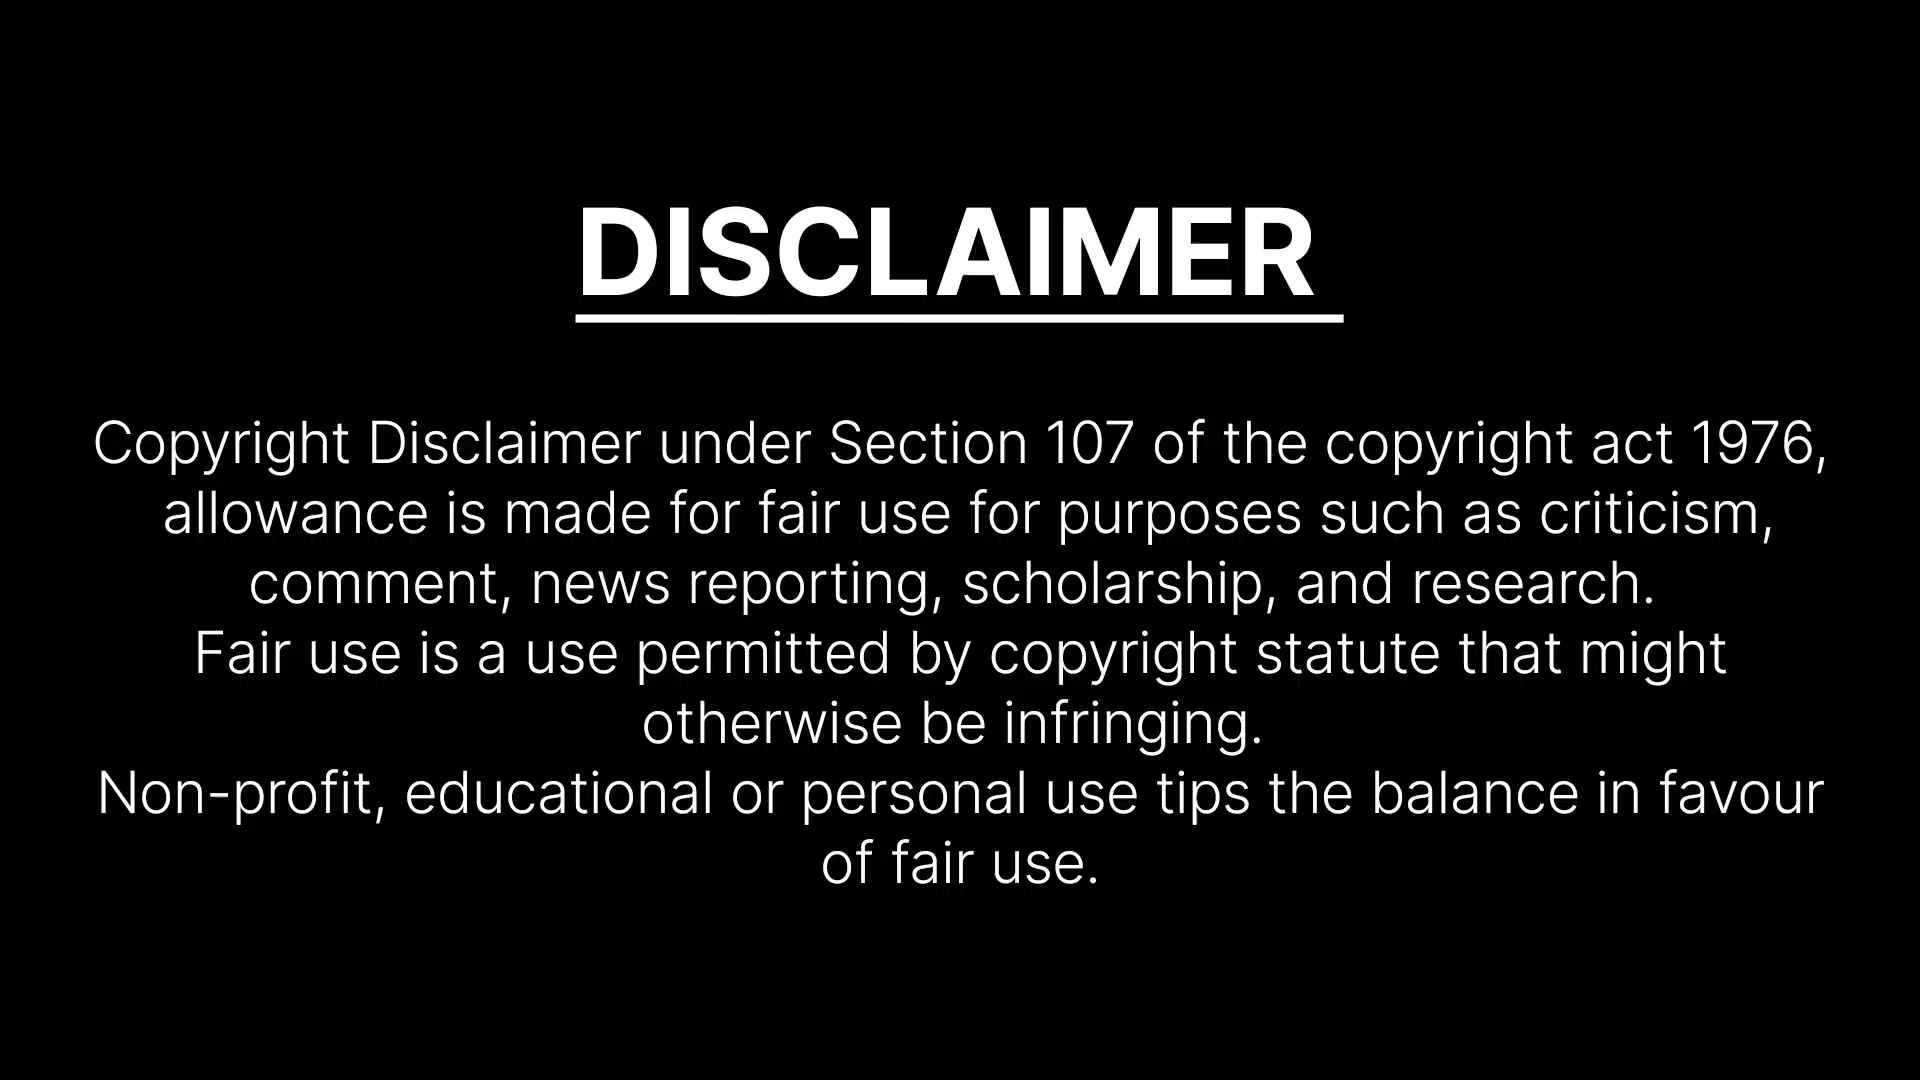 DISCLAIMER
Copyright Disclaimer under Section 107 of the copyright act 1976,
allowance is made for fair use for purposes such as criticism,
comment, news reporting, scholarship, and research.
Fair use is a use permitted by copyright statute that might
otherwise be infringing.
Non-profit, educational or personal use tips the balance in favour
of fair use.